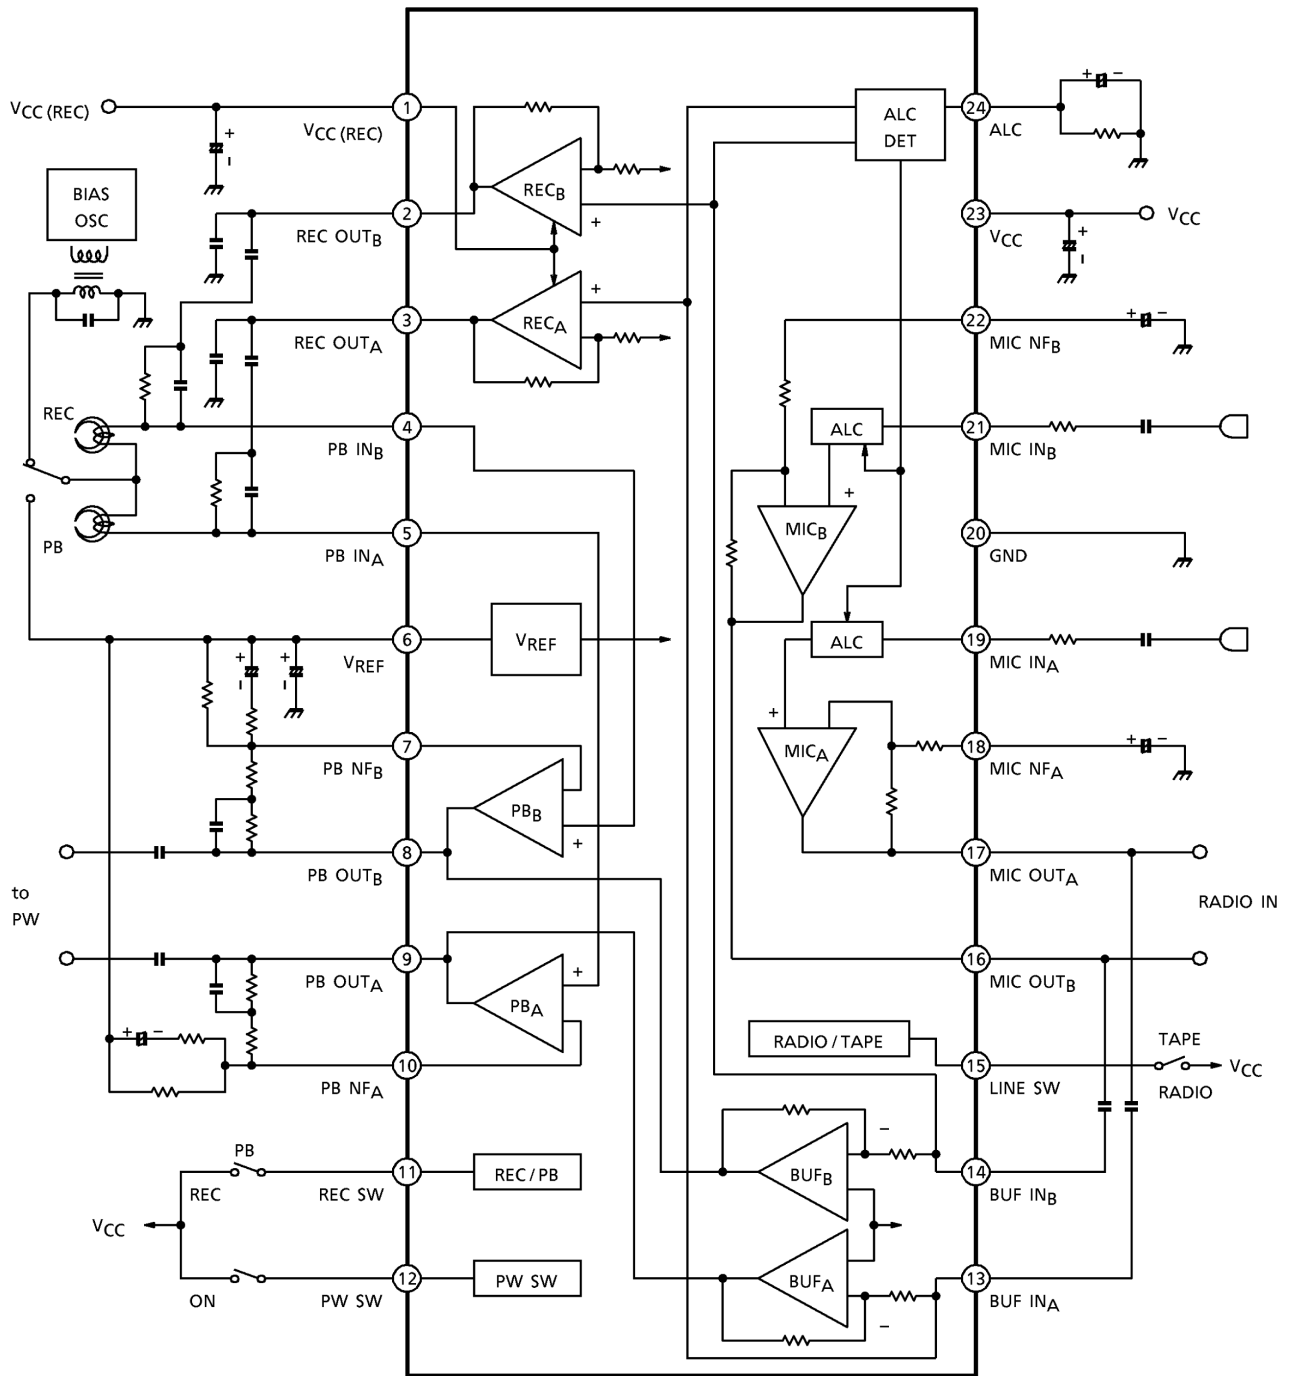 VCC (REC)
1
VCC (REC)
BIAS
OSC
2
REC OUTB
3
REC OUTA
REC
4
PB INB
PB
5
PB INA
6
VREF
+
−
+
−
7
PB NFB
8
PB OUTB
to
PW
9
PB OUTA
+ −
10
PB NFA
PB
REC
11
REC SW
VCC
ON
12
PW SW
+
−
RECB
+
RECA
+
VREF
PBB
+
PBA
+
REC / PB
PW SW
ALC
DET
ALC
+
MICB
ALC
+
MICA
RADIO / TAPE
−
BUFB
BUFA
−
24
ALC
+ −
23
VCC
VCC
+
−
22
MIC NFB
+ −
21
MIC INB
20
GND
19
MIC INA
18
MIC NFA
+ −
17
MIC OUTA
RADIO IN
16
MIC OUTB
15
LINE SW
TAPE
RADIO
VCC
14
BUF INB
13
BUF INA